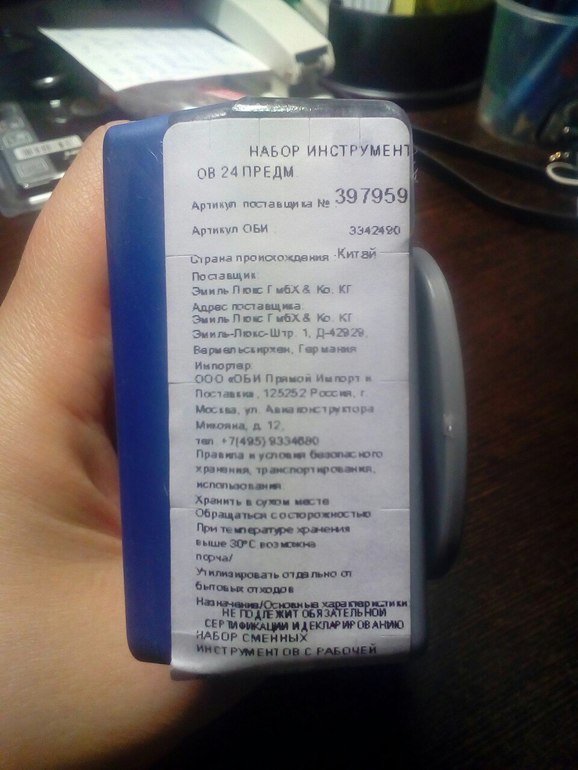 НАБОР ИНСТРУМЕНТ
ОВ 24 ПРЕДМ
Артикул поставщика № 397959
Артикул ОБИ 3342490
Страна происхождения :Китай
Поставщик:
Эмиль Люкс ГмбХ & Ко. КГ
Адрес поставщика:
Эмиль Люкс ГмбХ & Ко. КГ
Эмиль-Люкс-Штр. 1, Д-42929,
Вермельскирхен, Германия
Импортер:
ООО «ОБИ Прямой Импорт и
Поставки, 125252 Россия, г
Москва, ул. Авиаконструктора
Микояна, д. 12,
тел. +7(495) 9334680
Правила и условия безопасного
хранения, транспортирования,
использования:
Хранить в сухом месте
Обращаться с осторожностью
При температуре хранения
выше 30°С возможна
порча/
Утилизировать отдельно от
бытовых отходов
Назначение/Основные характеристики
НЕ ПОДЛЕЖИТ ОБЯЗАТЕЛЬНОЙ
СЕРТИФИКАЦИИ И ДЕКЛАРИРОВАНИЮ
НАБОР СМЕННЫХ
ИНСТРУМЕНТОВ С РАБОЧЕЙ